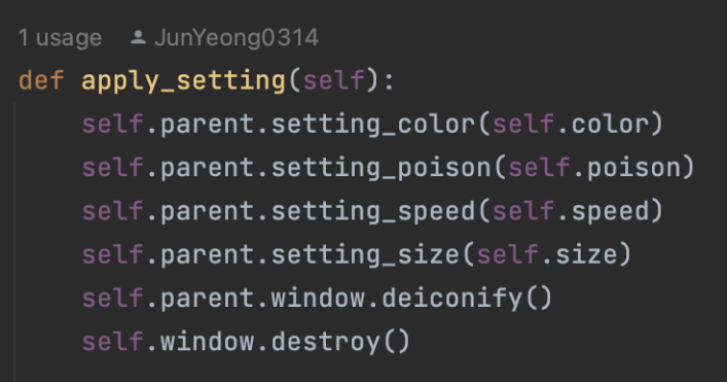 1 usage JunYeong0314
def apply_setting(self):
    self.parent.setting_color(self.color)
    self.parent.setting_poison(self.poison)
    self.parent.setting_speed(self.speed)
    self.parent.setting_size(self.size)
    self.parent.window.deiconify()
    self.window.destroy()